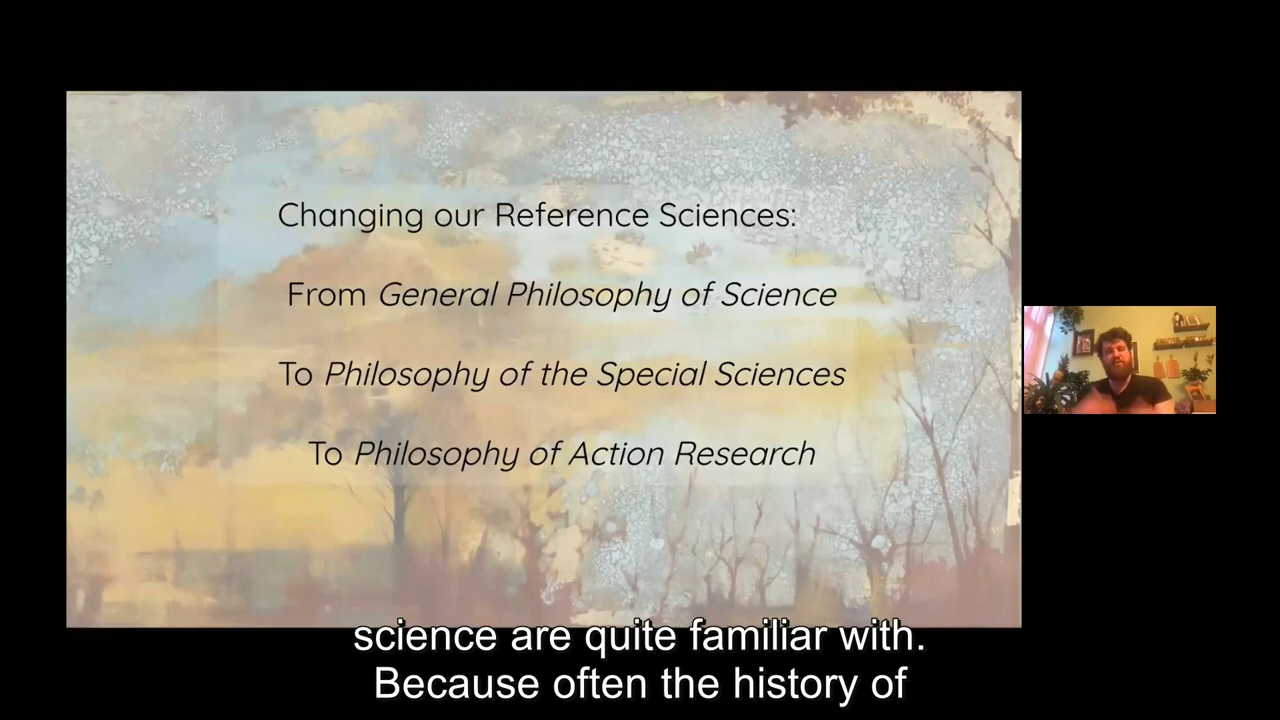 Changing our Reference Sciences:
From General Philosophy of Science
To Philosophy of the Special Sciences
To Philosophy of Action Research
science are quite familiar with.
Because often the history of